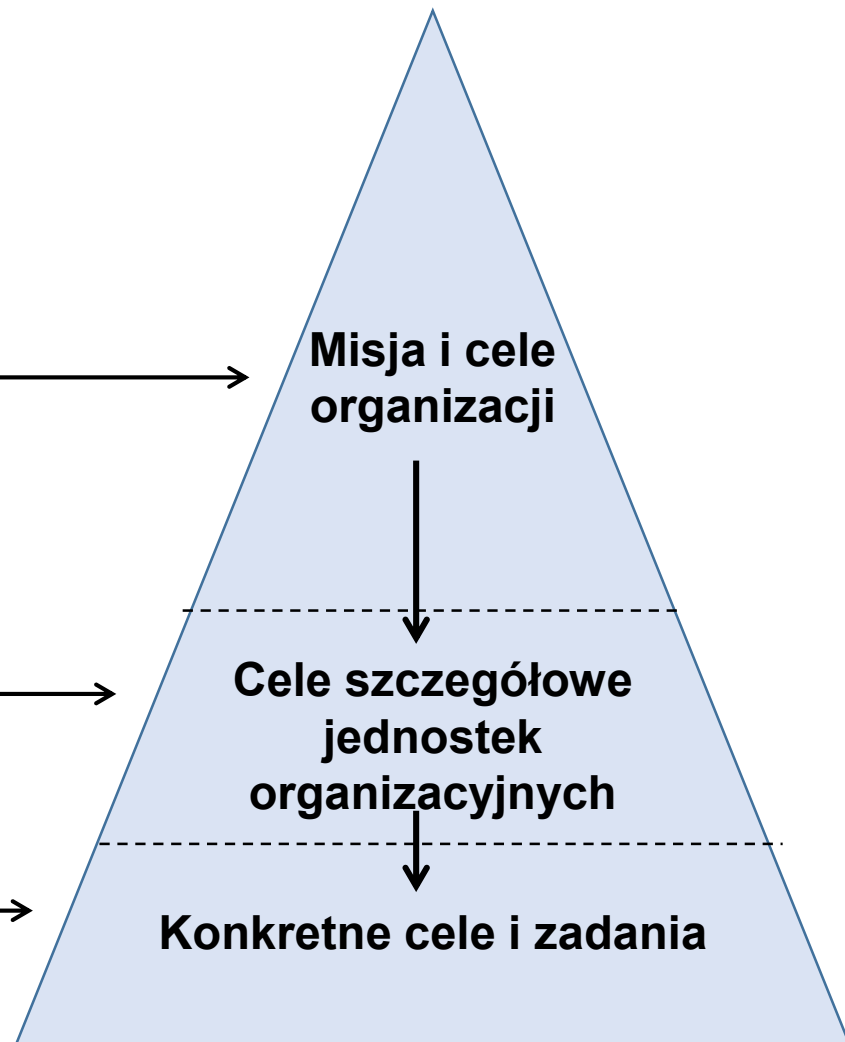 Misja i cele
organizacji
Cele szczegółowe
jednostek
organizacyjnych
Konkretne cele i zadania